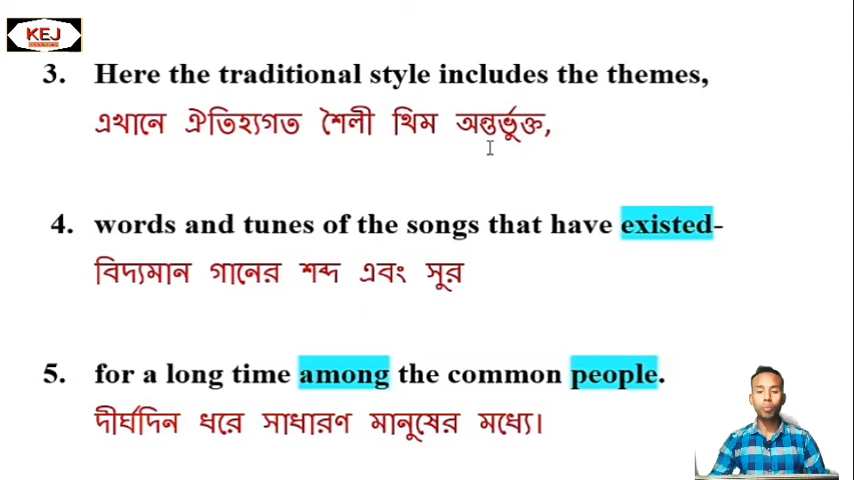 KEJ
3. Here the traditional style includes the themes,
এখানে ঐতিহ্যগত শৈলী থিম অন্তর্ভুক্ত,
4. words and tunes of the songs that have existed-
বিদ্যমান গানের শব্দ এবং সুর
5. for a long time among the common people.
দীর্ঘদিন ধরে সাধারণ মানুষের মধ্যে।